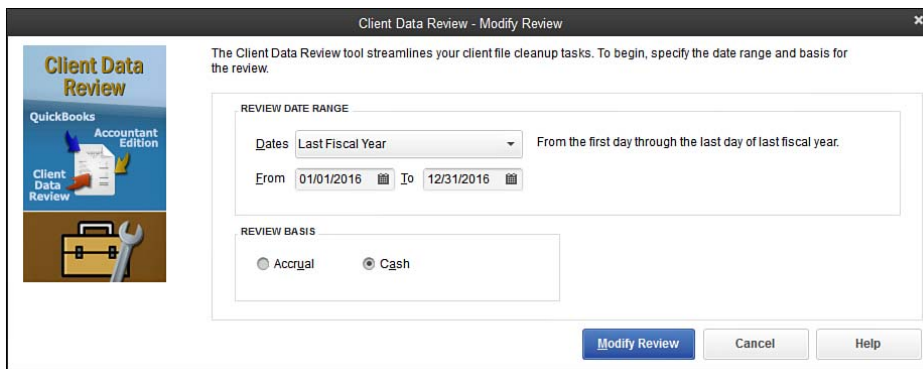 Client Data Review - Modify Review
Client Data
Review
QuickBooks
Accountant
Edition
Client
Data
Review
The Client Data Review tool streamlines your client file cleanup tasks. To begin, specify the date range and basis for
the review.
REVIEW DATE RANGE
Dates Last Fiscal Year From the first day through the last day of last fiscal year.
From 01/01/2016 To 12/31/2016
REVIEW BASIS
Accrual Cash
Modify Review Cancel Help